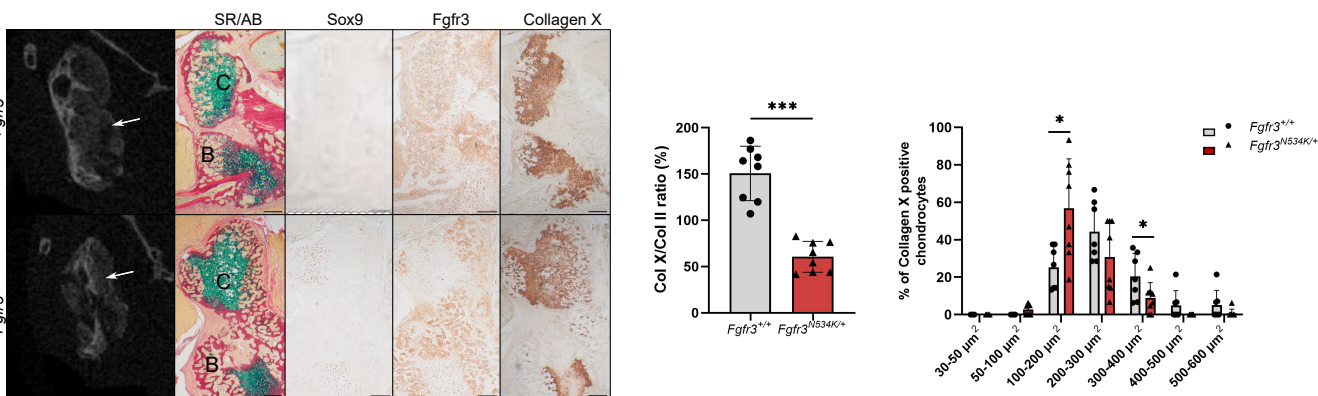 SR/AB Sox9 Fgfr3 Collagen X
C
B
C
B
***
200
150
100
50
0
Col X/Col II ratio (%)
Fgfr3+/+ Fgfr3N534K/+
*
*
100
80
60
40
20
0
% of Collagen X positive
chondrocytes
30-50 µm2
50-100 µm2
100-200 µm2
200-300 µm2
300-400 µm2
400-500 µm2
500-600 µm2
Fgfr3+/+
Fgfr3N534K/+